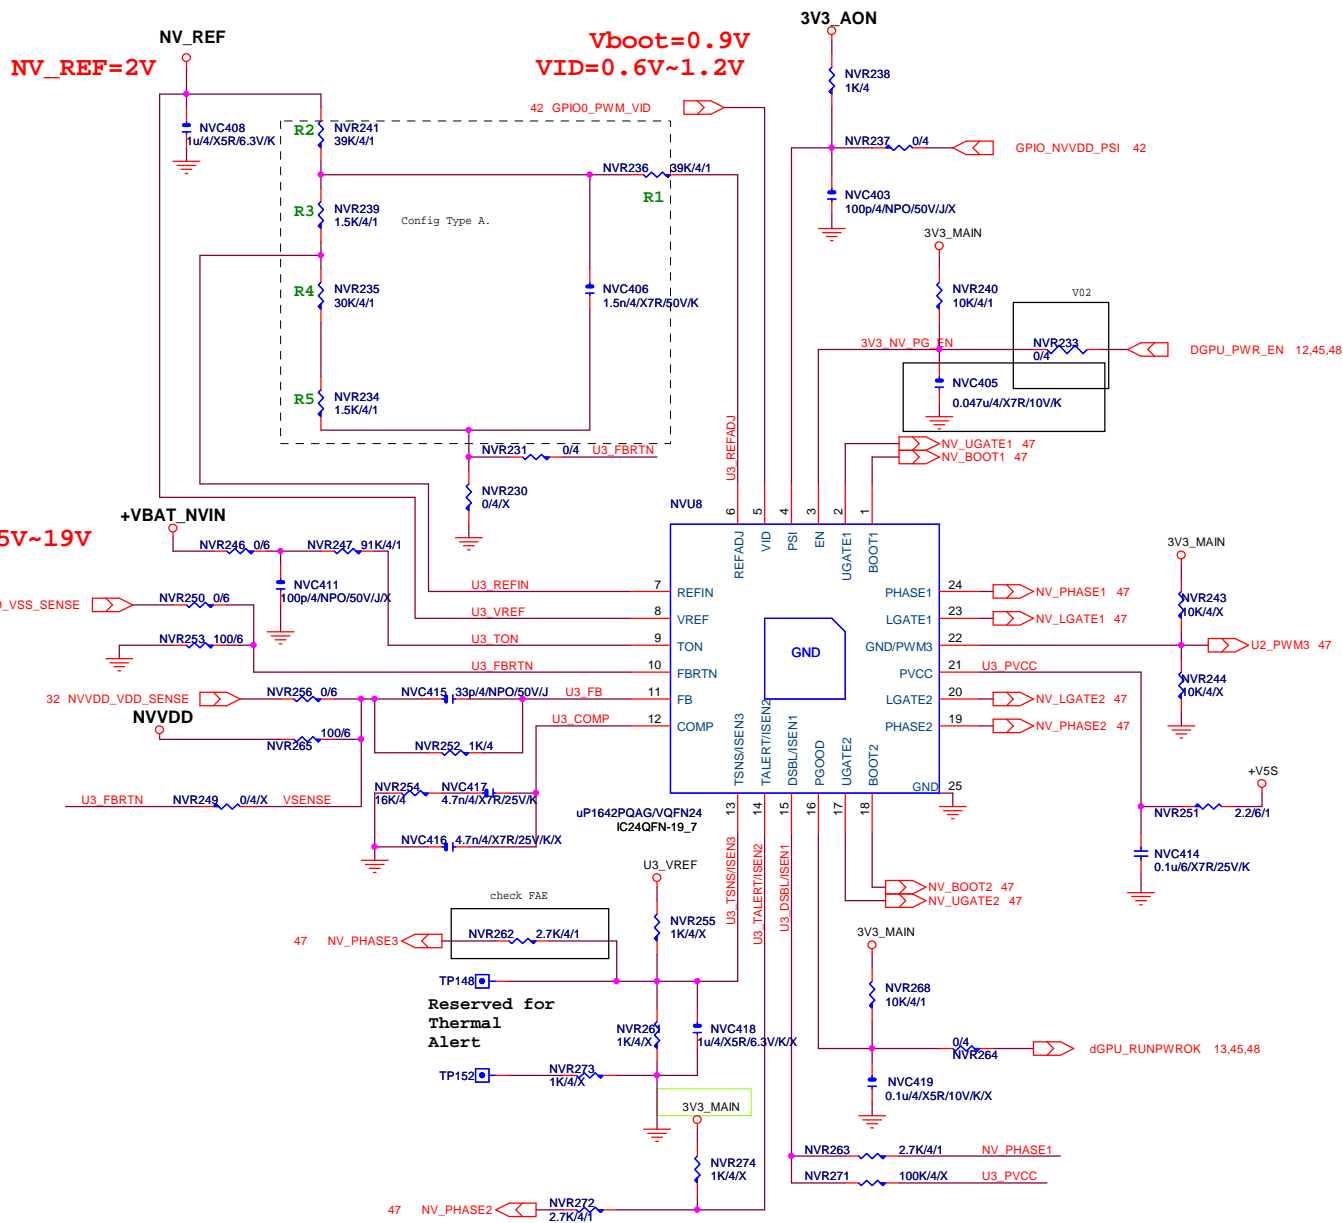 NV_REF
NV_REF=2V
Vboot=0.9V
VID=0.6V~1.2V
3V3_AON
NVR238
1K/4
42 GPIO0_PWM_VID
NVC408
1u/4/X5R/6.3V/K
R2
NVR241
39K/4/1
NVR237
0/4
GPIO_NVVDD_PSI 42
NVR236
39K/4/1
R1
R3
NVR239
1.5K/4/1
Config Type A.
NVC403
100p/4/NPO/50V/J/X
3V3_MAIN
R4
NVR235
30K/4/1
NVC406
1.5n/4/X7R/50V/K
NVR240
10K/4/1
V02
3V3_NV_PG_EN
NVR233
0/4
DGPU_PWR_EN 12,45,48
R5
NVR234
1.5K/4/1
NVC405
0.047u/4/X7R/10V/K
NVR231
0/4
U3_FBRTN
U3_REFADJ
NV_UGATE1 47
NV_BOOT1 47
NVR230
0/4/X
NVU8
6
5
4
3
2
1
+VBAT_NVIN
5V~19V
NVR246 0/6
NVR247 91K/4/1
REFADJ
VID
PSI
EN
UGATE1
BOOT1
3V3_MAIN
NVC411
100p/4/NPO/50V/J/X
U3_REFIN
7
REFIN
PHASE1
24
NV_PHASE1 47
NVR243
10K/4/X
_VSS_SENSE
NVR250 0/6
U3_VREF
8
VREF
LGATE1
23
NV_LGATE1 47
NVR253 100/6
U3_TON
9
TON
GND
GND/PWM3
22
U2_PWM3 47
U3_FBRTN
10
FBRTN
PVCC
21
U3_PVCC
NVR244
10K/4/X
32 NVVDD_VDD_SENSE
NVR256 0/6
NVC415
33p/4/NPO/50V/J
U3_FB
11
FB
LGATE2
20
NV_LGATE2 47
NVVDD
U3_COMP
12
COMP
PHASE2
19
NV_PHASE2 47
100/6
NVR265
NVR252
1K/4
TSNS/ISEN3
TALERT/ISEN2
DSBL/ISEN1
PGOOD
UGATE2
BOOT2
GND
25
+V5S
U3_FBRTN
NVR249
0/4/X
VSENSE
NVR254
16K/4
NVC417
4.7n/4/X7R/25V/K
uP1642PQAG/VQFN24
IC24QFN-19_7
13
14
15
16
17
18
NVR251
2.2/6/1
NVC416
4.7n/4/X7R/25V/K/X
NVC414
0.1u/6/X7R/25V/K
U3_VREF
U3_TSNS/ISEN3
U3_TALERT/ISEN2
U3_DSBL/ISEN1
NV_BOOT2 47
NV_UGATE2 47
check FAE
NVR255
1K/4/X
47 NV_PHASE3
NVR262
2.7K/4/1
3V3_MAIN
TP148
NVR268
10K/4/1
Reserved for
Thermal
Alert
NVR261
1K/4/X
NVC418
1u/4/X5R/6.3V/K/X
0/4
NVR264
dGPU_RUNPWROK 13,45,48
TP152
NVR273
1K/4/X
NVC419
0.1u/4/X5R/10V/K/X
3V3_MAIN
NVR274
1K/4/X
NVR263
2.7K/4/1
NV_PHASE1
NVR271
100K/4/X
U3_PVCC
47 NV_PHASE2
NVR272
2.7K/4/1